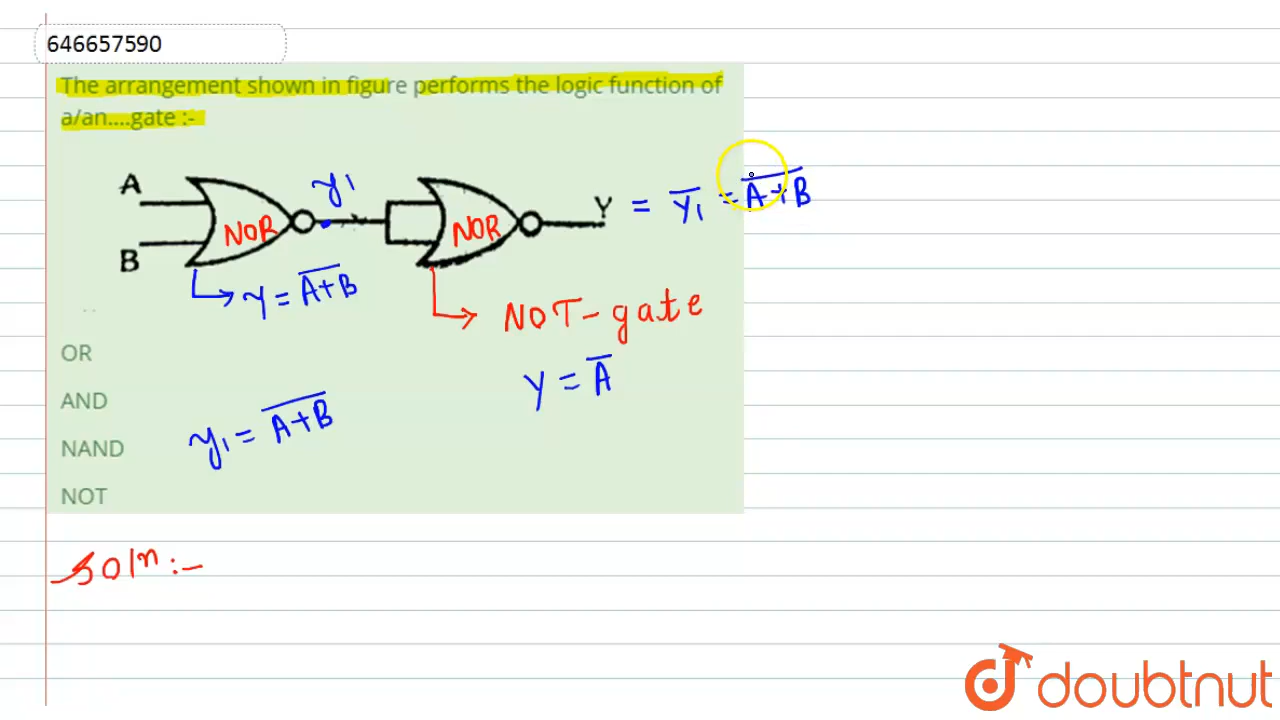 646657590
The arrangement shown in figure performs the logic function of
a/an....gate :-
A
B
NOR
y1
NOR
Y = Y̅₁ = A̅+̅B̅
Y = A̅+̅B̅
NOT-gate
Y = A̅
y₁ = A̅+̅B̅
OR
AND
NAND
NOT
Soln :-
doubtnut